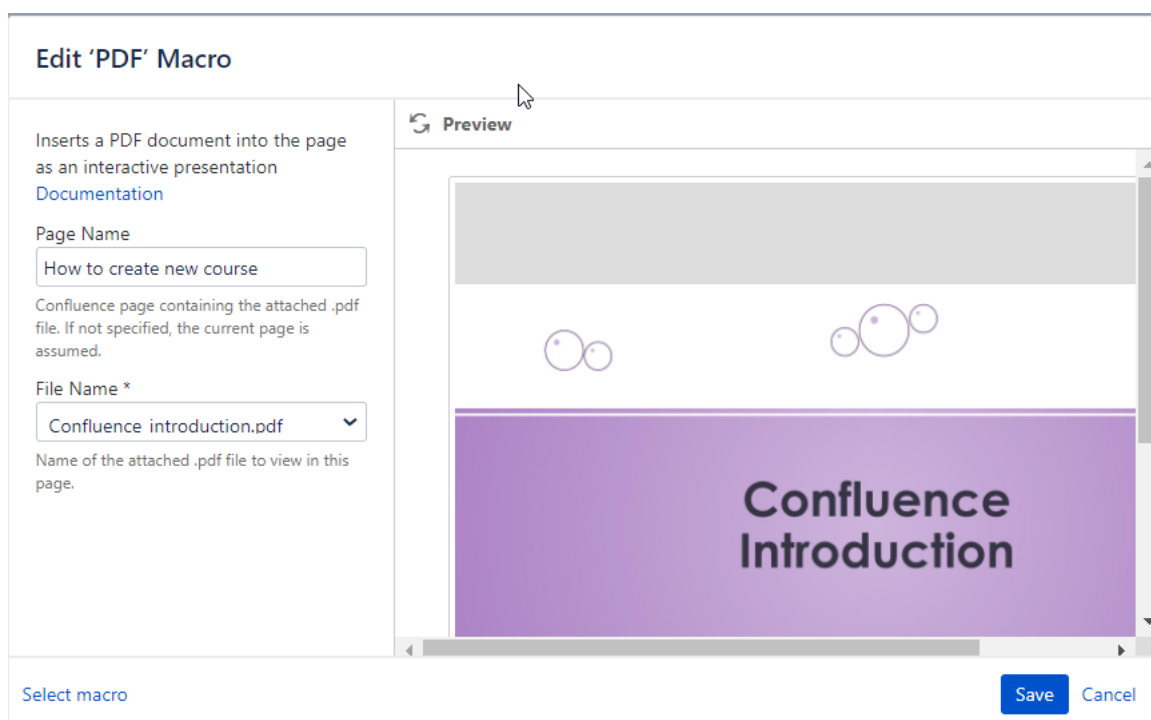 Edit ‘PDF’ Macro
Inserts a PDF document into the page
as an interactive presentation
Documentation
Page Name
How to create new course
Confluence page containing the attached .pdf
file. If not specified, the current page is
assumed.
File Name *
Confluence introduction.pdf
Name of the attached .pdf file to view in this
page.
Preview
Confluence
Introduction
Select macro
Save
Cancel